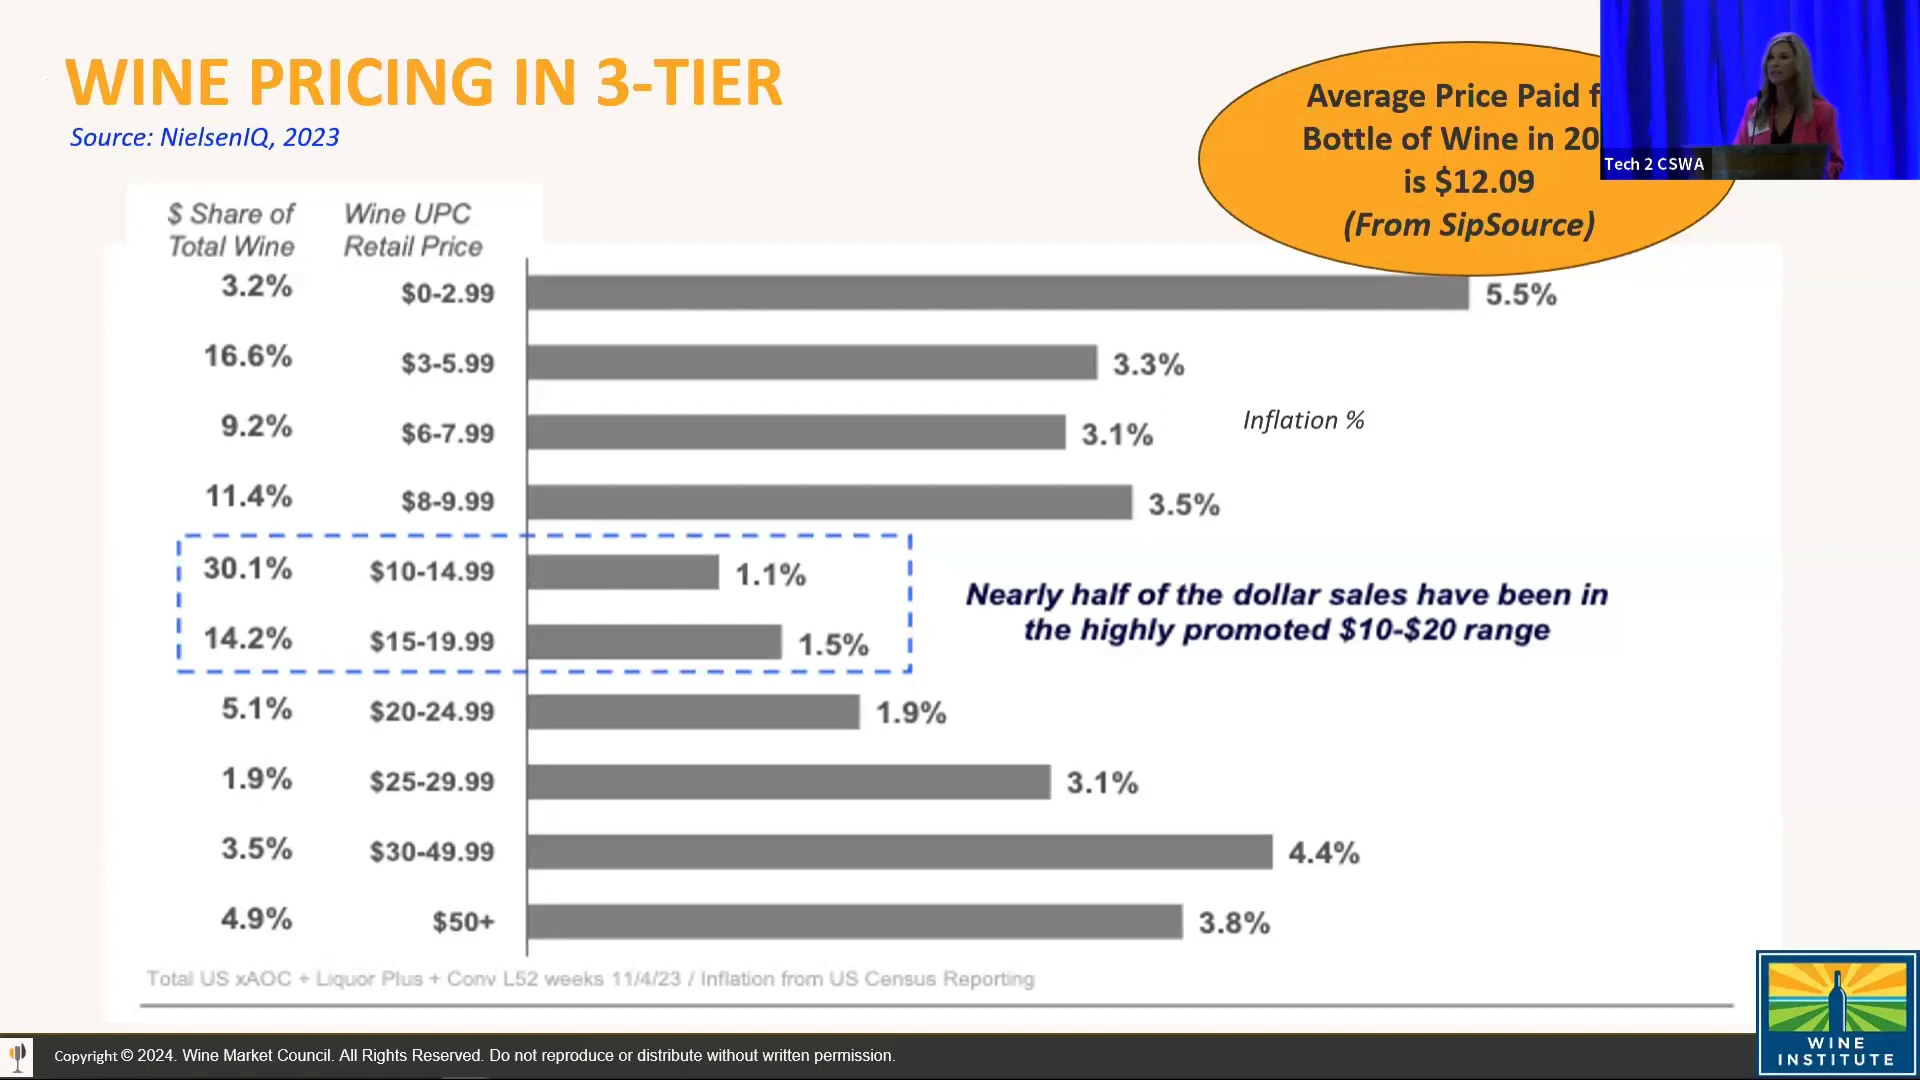 WINE PRICING IN 3-TIER
Source: NielsenIQ, 2023
Average Price Paid f
Bottle of Wine in 20
is $12.09
(From SipSource)
Tech 2 CSWA
$ Share of Wine UPC
Total Wine Retail Price
3.2% $0-2.99 5.5%
16.6% $3-5.99 3.3%
9.2% $6-7.99 3.1%
Inflation %
11.4% $8-9.99 3.5%
30.1% $10-14.99 1.1%
14.2% $15-19.99 1.5%
Nearly half of the dollar sales have been in
the highly promoted $10-$20 range
5.1% $20-24.99 1.9%
1.9% $25-29.99 3.1%
3.5% $30-49.99 4.4%
4.9% $50+ 3.8%
Total US xAOC + Liquor Plus + Conv L52 weeks 11/4/23 / Inflation from US Census Reporting
Copyright © 2024. Wine Market Council. All Rights Reserved. Do not reproduce or distribute without written permission.
WINE
INSTITUTE